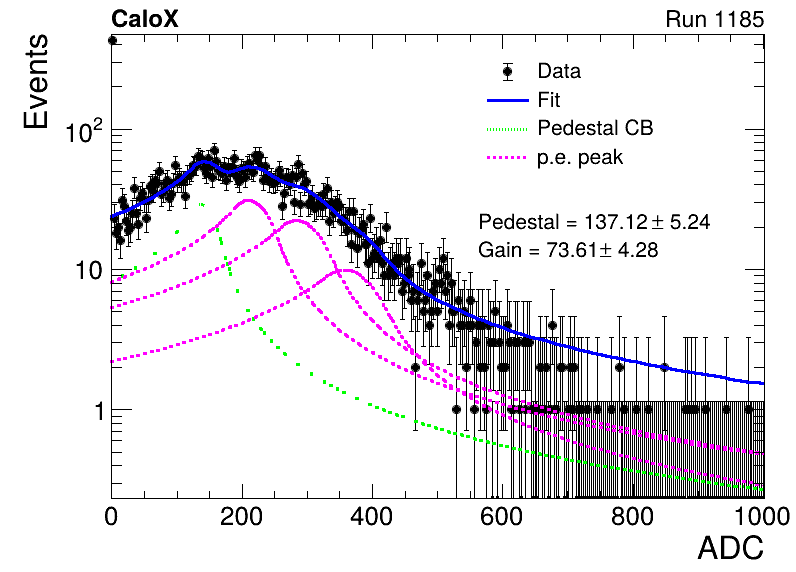 CaloX Run 1185
Events
Data
Fit
Pedestal CB
p.e. peak
Pedestal = 137.12 ± 5.24
Gain = 73.61 ± 4.28
10²
10
1
0 200 400 600 800 1000
ADC